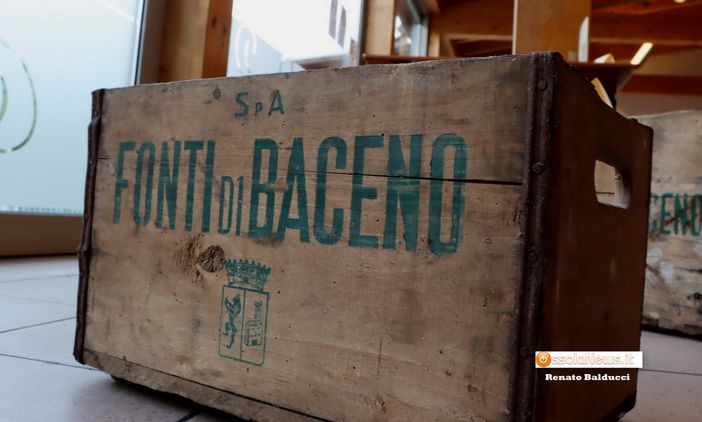 SPA
FONTI DI BACENO
CENO
OssolaNews.it
Renato Balducci